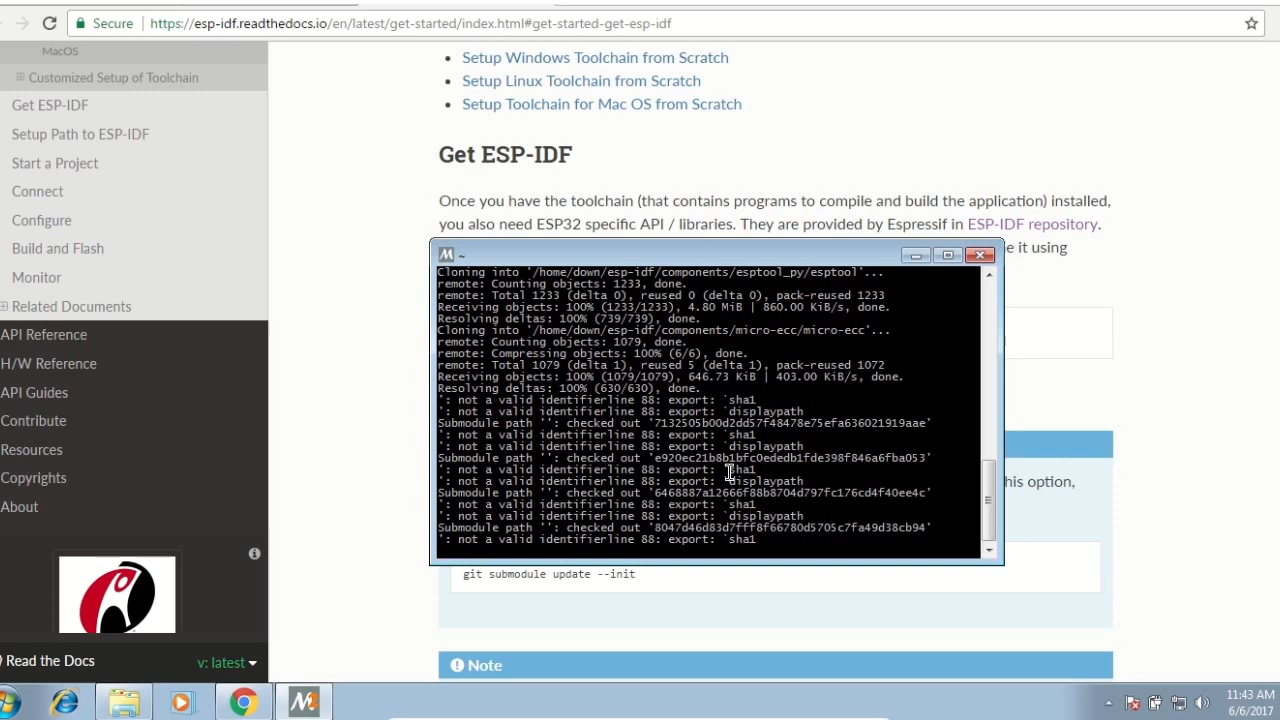 Secure
https://esp-idf.readthedocs.io/en/latest/get-started/index.html#get-started-get-esp-idf
MacOS
Customized Setup of Toolchain
Get ESP-IDF
Setup Path to ESP-IDF
Start a Project
Connect
Configure
Build and Flash
Monitor
Related Documents
API Reference
H/W Reference
API Guides
Contribute
Resources
Copyrights
About
Read the Docs
v: latest
Setup Windows Toolchain from Scratch
Setup Linux Toolchain from Scratch
Setup Toolchain for Mac OS from Scratch
Get ESP-IDF
Once you have the toolchain (that contains programs to compile and build the application) installed,
you also need ESP32 specific API / libraries. They are provided by Espressif in ESP-IDF repository.
e it using
~
Cloning into '/home/down/esp-idf/components/esptool_py/esptool'...
remote: Counting objects: 1233, done.
remote: Total 1233 (delta 0), reused 0 (delta 0), pack-reused 1233
Receiving objects: 100% (1233/1233), 4.80 MiB | 860.00 KiB/s, done.
Resolving deltas: 100% (739/739), done.
Cloning into '/home/down/esp-idf/components/micro-ecc/micro-ecc'...
remote: Counting objects: 1079, done.
remote: Compressing objects: 100% (6/6), done.
remote: Total 1079 (delta 1), reused 5 (delta 1), pack-reused 1072
Receiving objects: 100% (1079/1079), 646.73 KiB | 403.00 KiB/s, done.
Resolving deltas: 100% (630/630), done.
': not a valid identifierline 88: export: `sha1
': not a valid identifierline 88: export: `displaypath
Submodule path '': checked out '7132505b00d2dd57f48478e75efa636021919aae'
': not a valid identifierline 88: export: `sha1
': not a valid identifierline 88: export: `displaypath
Submodule path '': checked out 'e920ec21b8b1bfc0ededb1fde398f846a6fba053'
': not a valid identifierline 88: export: `sha1
': not a valid identifierline 88: export: `displaypath
Submodule path '': checked out '6468887a12666f88b8704d797fc176cd4f40ee4c'
': not a valid identifierline 88: export: `sha1
': not a valid identifierline 88: export: `displaypath
Submodule path '': checked out '8047d46d83d7fff8f66780d5705c7fa49d38cb94'
': not a valid identifierline 88: export: `sha1
his option,
git submodule update --init
Note
11:43 AM
6/6/2017